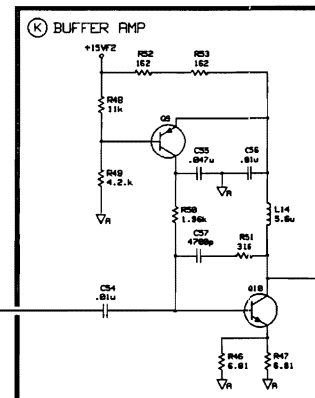 K BUFFER AMP
+15VF2
R52 R53
162 162
R48
11k
Q9
C55 C56
.047u .01u
R49
4.2.k
A
A
R50
1.96k
L14
5.6u
C57 R51
4700p 316
C54
.01u
Q10
R46 R47
6.81 6.81
A A